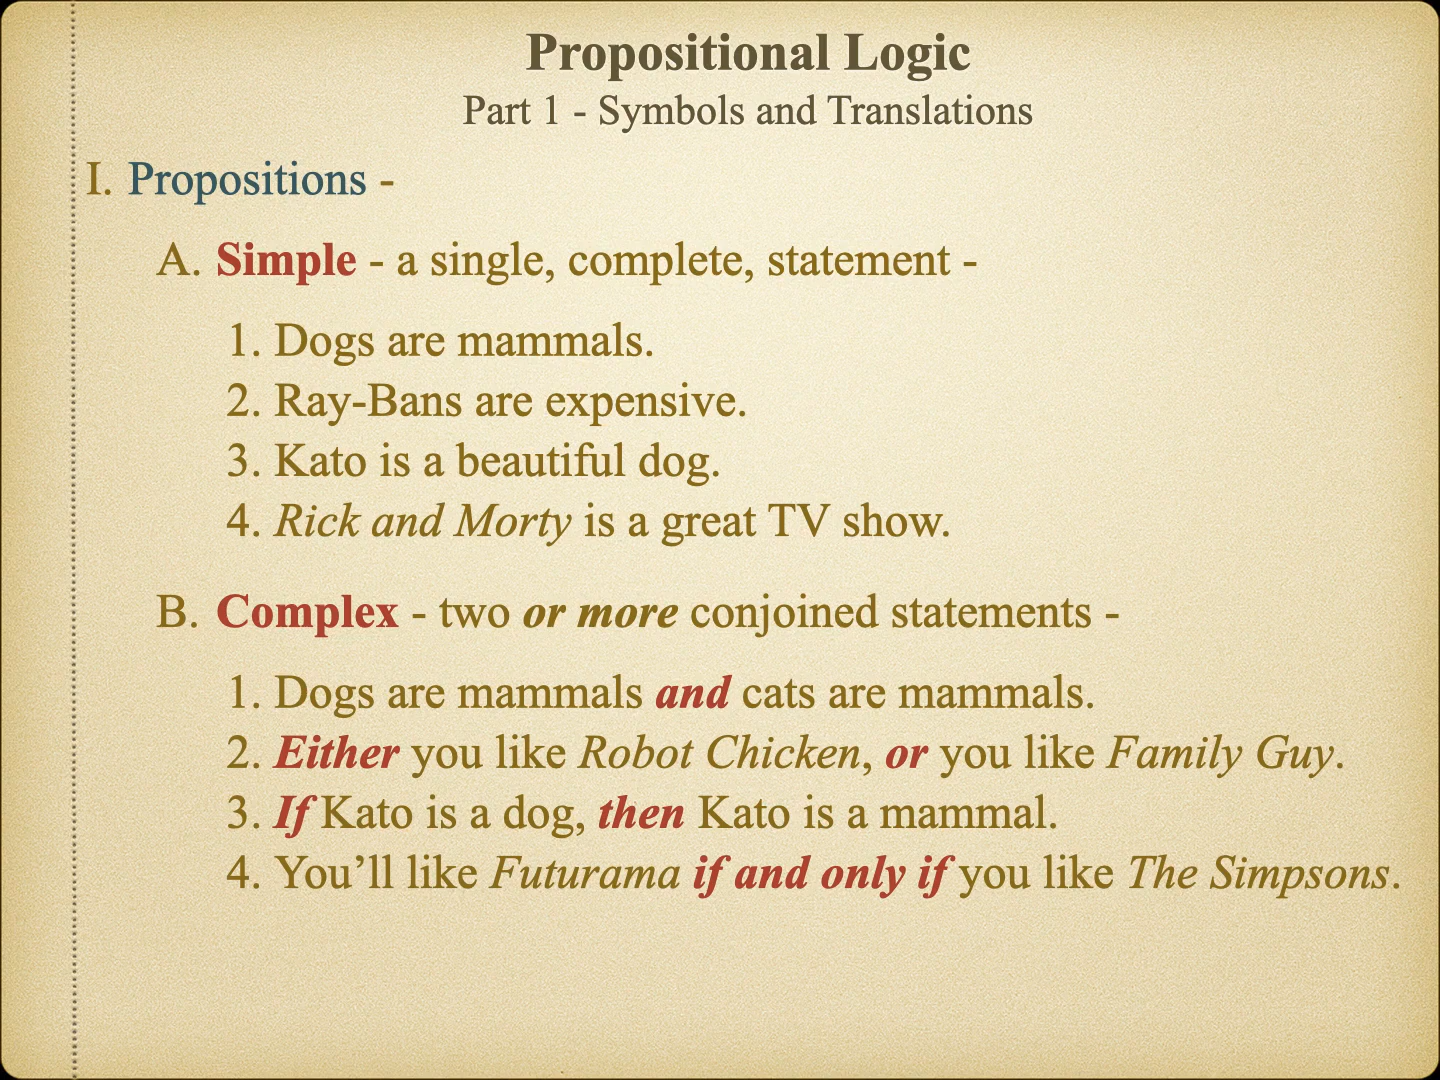 Propositional Logic
Part 1 - Symbols and Translations
I. Propositions -
A. Simple - a single, complete, statement -
1. Dogs are mammals.
2. Ray-Bans are expensive.
3. Kato is a beautiful dog.
4. Rick and Morty is a great TV show.
B. Complex - two or more conjoined statements -
1. Dogs are mammals and cats are mammals.
2. Either you like Robot Chicken, or you like Family Guy.
3. If Kato is a dog, then Kato is a mammal.
4. You’ll like Futurama if and only if you like The Simpsons.